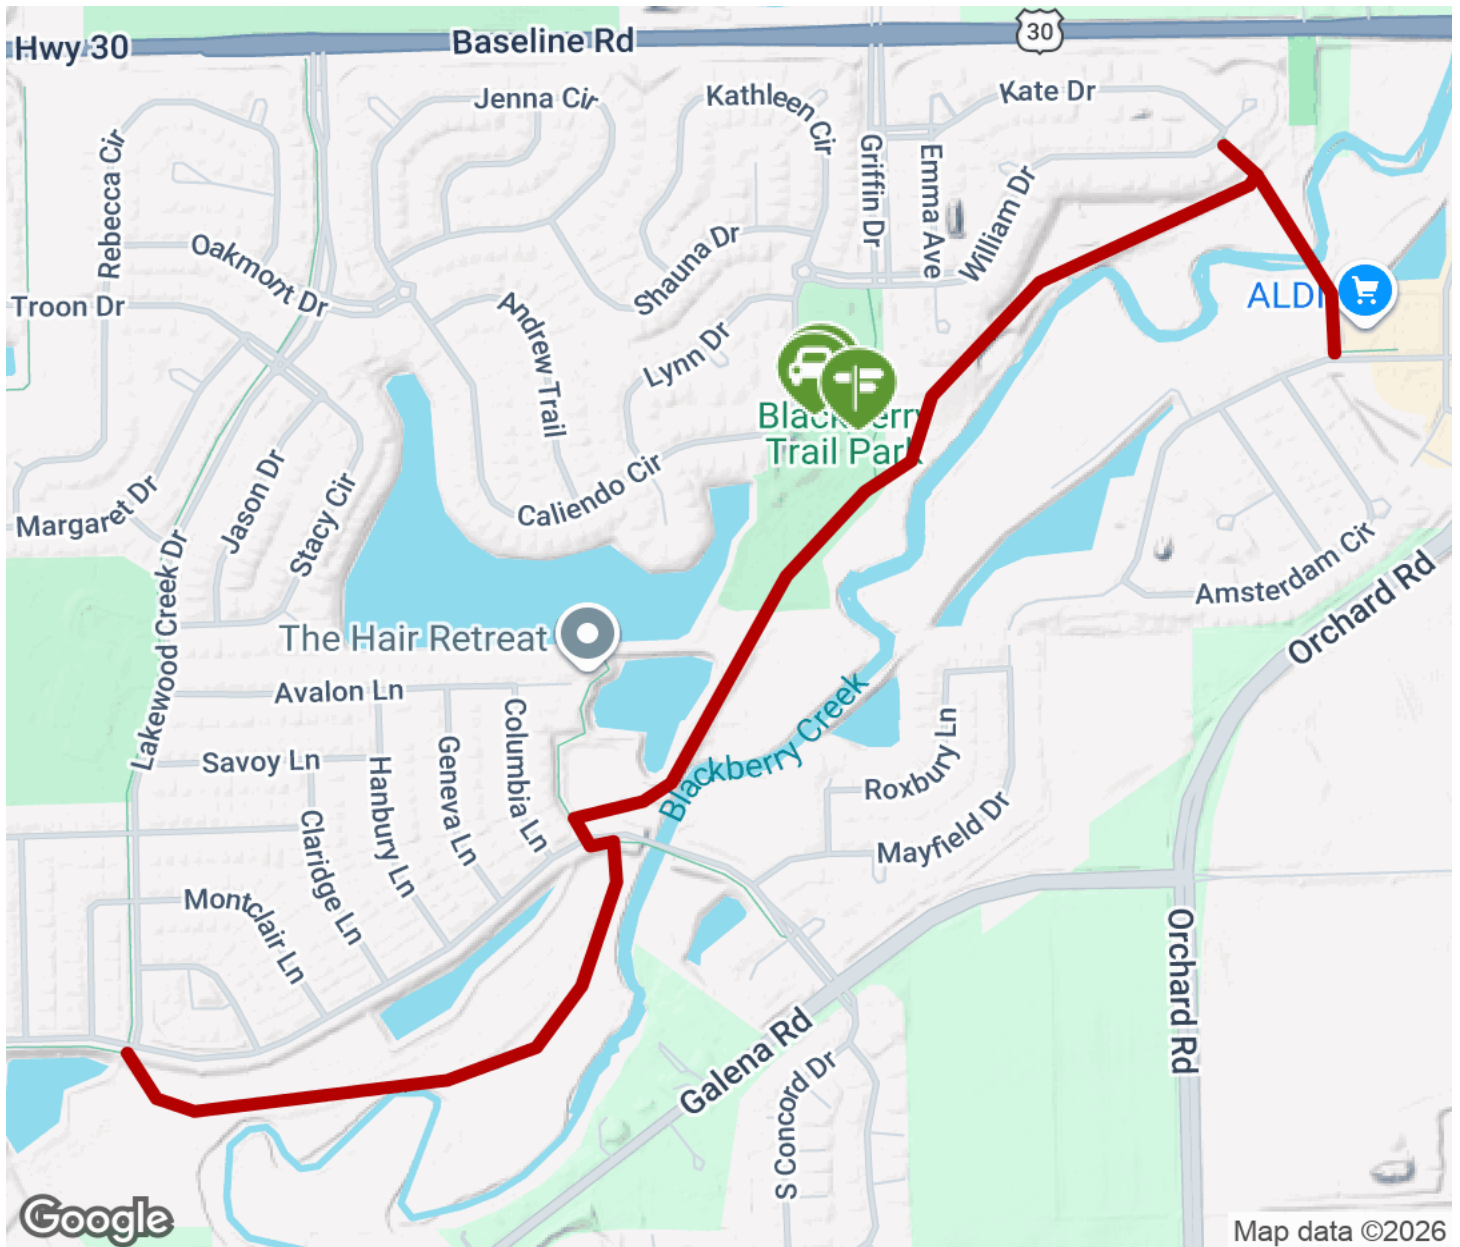 Hwy 30
Baseline Rd
30
Jenna Cir
Kathleen Cir
Kate Dr
Rebecca Cir
Griffin Dr
Emma Ave
William Dr
Oakmont Dr
Shauna Dr
Troon Dr
Andrew Trail
Lynn Dr
ALDI
Blackberry
Trail Park
Margaret Dr
Jason Dr
Stacy Cir
Caliendo Cir
Lakewood Creek Dr
Amsterdam Cir
Orchard Rd
The Hair Retreat
Avalon Ln
Columbia Ln
Savoy Ln
Hanbury Ln
Geneva Ln
Blackberry Creek
Roxbury Ln
Claridge Ln
Mayfield Dr
Montclair Ln
Orchard Rd
Galena Rd
S Concord Dr
Google
Map data ©2026